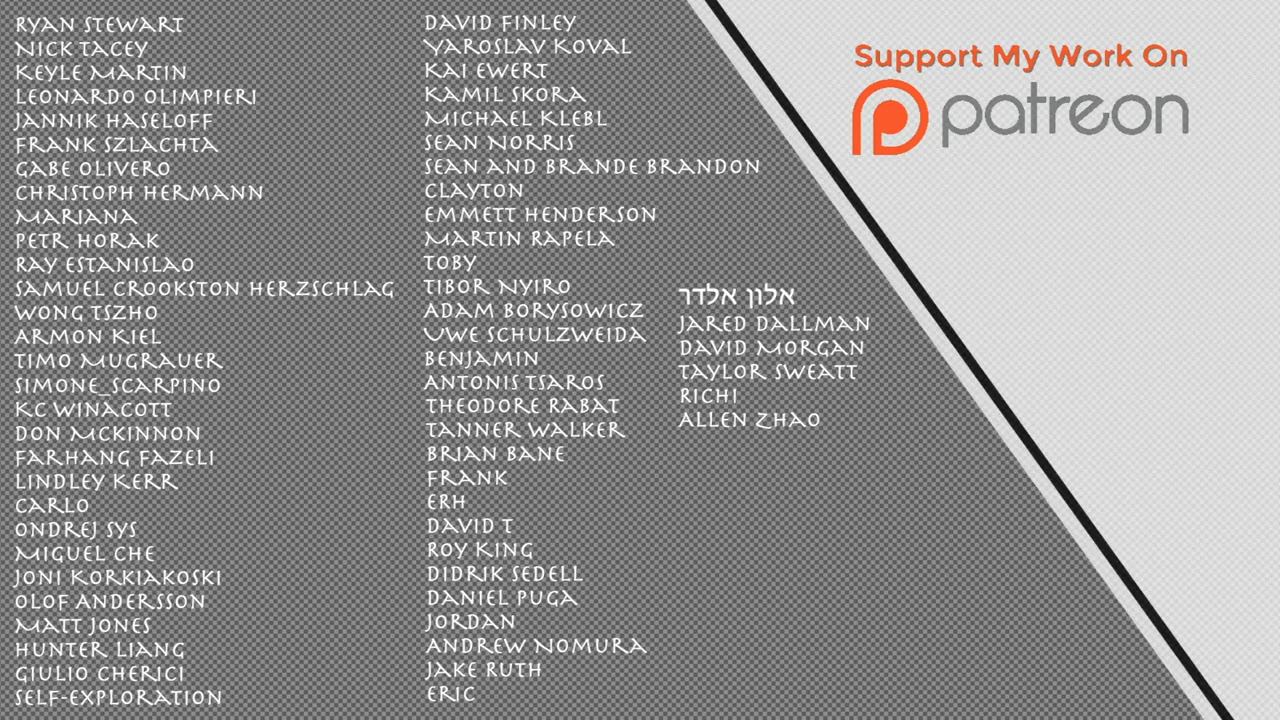 RYAN STEWART
NICK TACEY
KEYLE MARTIN
LEONARDO OLIMPIERI
JANNIK HASELOFF
FRANK SZLACHTA
GABE OLIVERO
CHRISTOPH HERMANN
MARIANA
PETR HORAK
RAY ESTANISLAO
SAMUEL CROOKSTON HERZSCHLAG
WONG TSZHO
ARMON KIEL
TIMO MUGRAUER
SIMONE_SCARPINO
KC WINACOTT
DON MCKINNON
FARHANG FAZELI
LINDLEY KERR
CARLO
ONDREJ SYS
MIGUEL CHE
JONI KORKIAKOSKI
OLOF ANDERSSON
MATT JONES
HUNTER LIANG
GIULIO CHERICI
SELF-EXPLORATION
DAVID FINLEY
YAROSLAV KOVAL
KAI EWERT
KAMIL SKORA
MICHAEL KLEBL
SEAN NORRIS
SEAN AND BRANDE BRANDON
CLAYTON
EMMETT HENDERSON
MARTIN RAPELA
TOBY
TIBOR NYIRO
ADAM BORYSOWICZ
UWE SCHULZWEIDA
BENJAMIN
ANTONIS TSAROS
THEODORE RABAT
TANNER WALKER
BRIAN BANE
FRANK
ERH
DAVID T
ROY KING
DIDRIK SEDELL
DANIEL PUGA
JORDAN
ANDREW NOMURA
JAKE RUTH
ERIC
אלון אלדר
JARED DALLMAN
DAVID MORGAN
TAYLOR SWEATT
RICHI
ALLEN ZHAO
Support My Work On
patreon